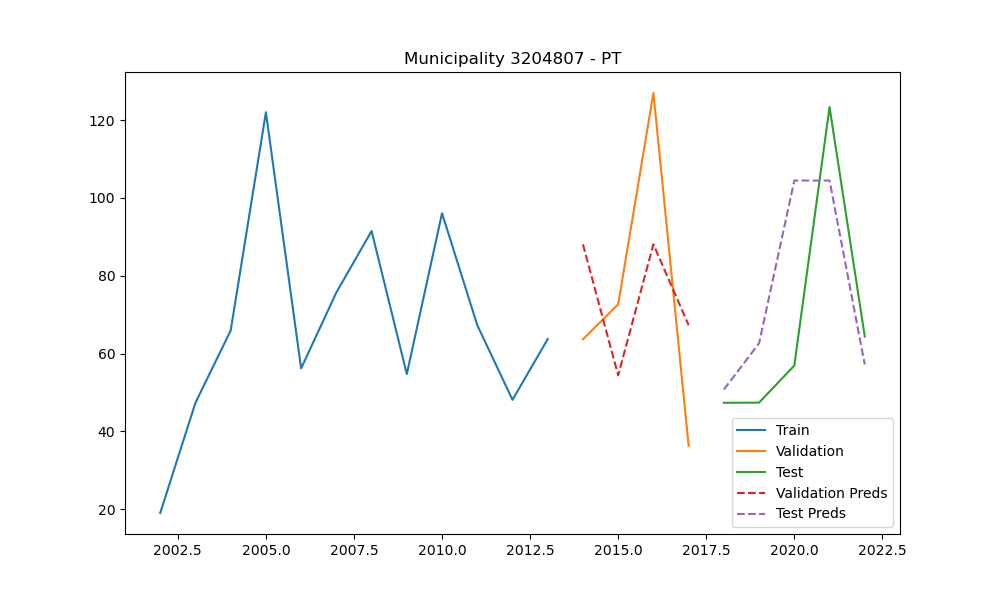 Municipality 3204807 - PT
120
100
80
60
40
20
2002.5 2005.0 2007.5 2010.0 2012.5 2015.0 2017.5 2020.0 2022.5
Train
Validation
Test
Validation Preds
Test Preds